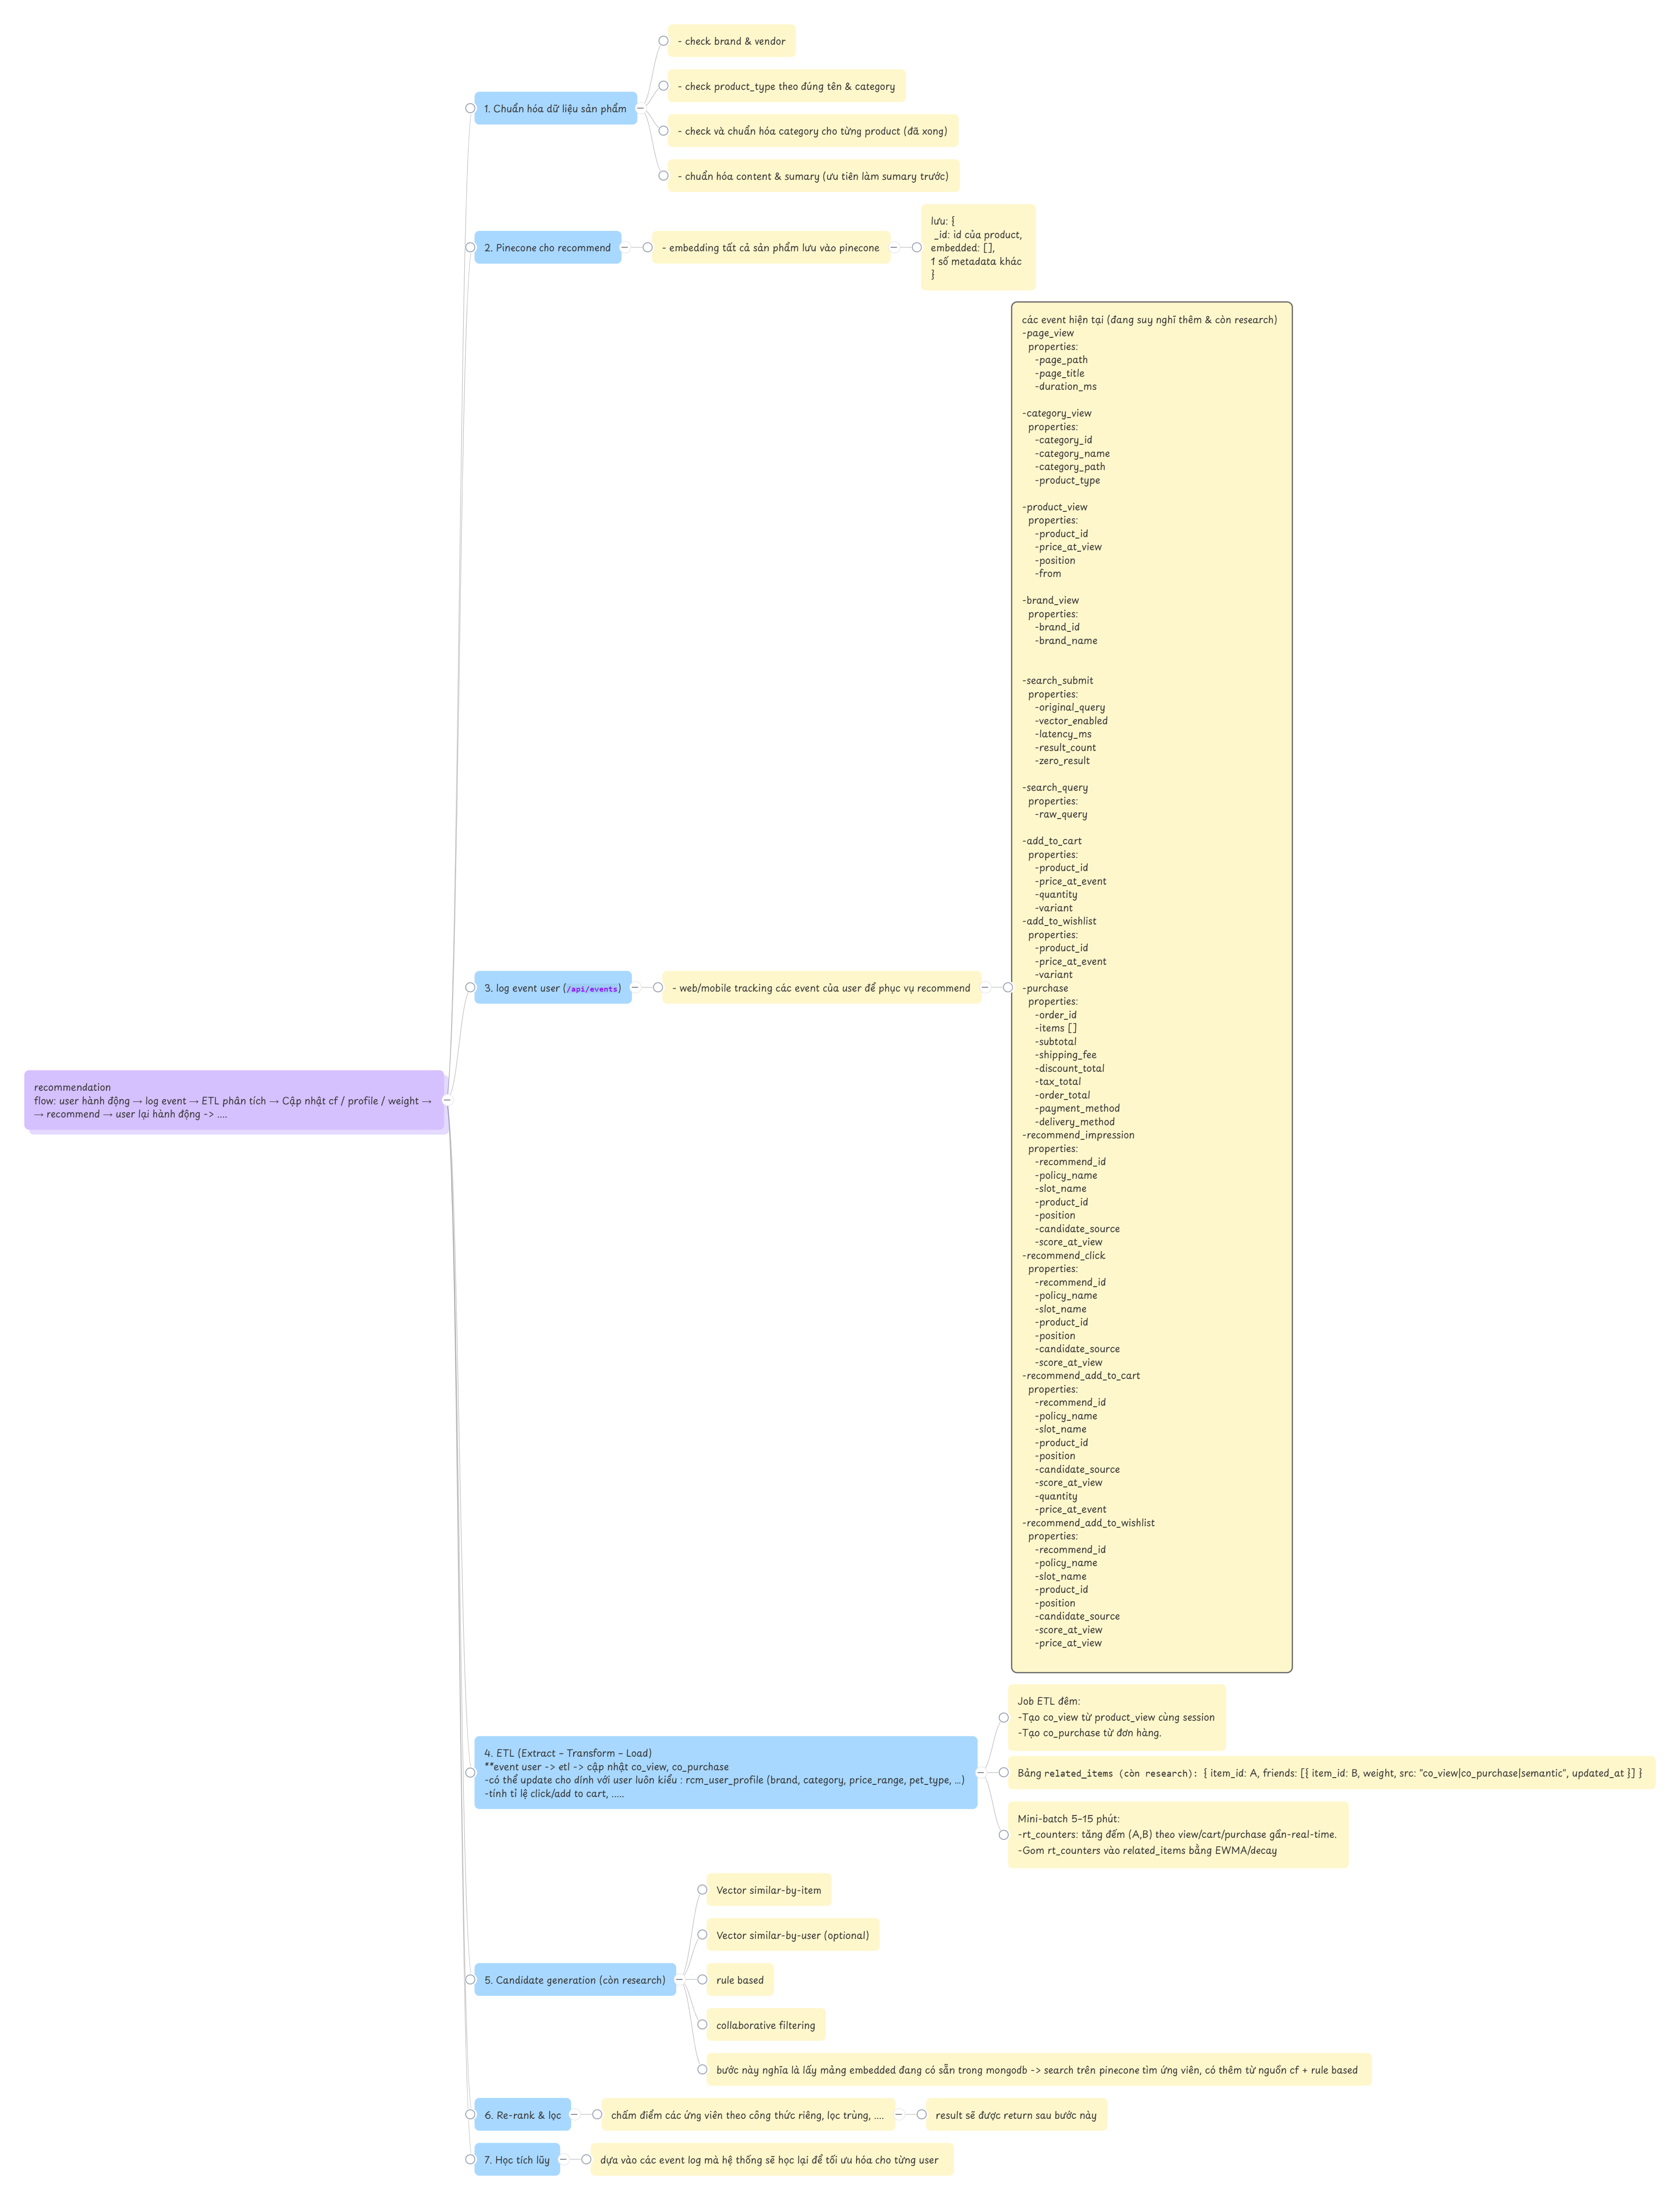 recommendation
flow: user hành động → log event → ETL phân tích → Cập nhật cf / profile / weight →
→ recommend → user lại hành động -> ....
1. Chuẩn hóa dữ liệu sản phẩm
- check brand & vendor
- check product_type theo đúng tên & category
- check và chuẩn hóa category cho từng product (đã xong)
- chuẩn hóa content & sumary (ưu tiên làm sumary trước)
2. Pinecone cho recommend
- embedding tất cả sản phẩm lưu vào pinecone
lưu: {
_id: id của product,
embedded: [],
1 số metadata khác
}
3. log event user (/api/events)
- web/mobile tracking các event của user để phục vụ recommend
các event hiện tại (đang suy nghĩ thêm & còn research)
-page_view
properties:
-page_path
-page_title
-duration_ms
-category_view
properties:
-category_id
-category_name
-category_path
-product_type
-product_view
properties:
-product_id
-price_at_view
-position
-from
-brand_view
properties:
-brand_id
-brand_name
-search_submit
properties:
-original_query
-vector_enabled
-latency_ms
-result_count
-zero_result
-search_query
properties:
-raw_query
-add_to_cart
properties:
-product_id
-price_at_event
-quantity
-variant
-add_to_wishlist
properties:
-product_id
-price_at_event
-variant
-purchase
properties:
-order_id
-items []
-subtotal
-shipping_fee
-discount_total
-tax_total
-order_total
-payment_method
-delivery_method
-recommend_impression
properties:
-recommend_id
-policy_name
-slot_name
-product_id
-position
-candidate_source
-score_at_view
-recommend_click
properties:
-recommend_id
-policy_name
-slot_name
-product_id
-position
-candidate_source
-score_at_view
-recommend_add_to_cart
properties:
-recommend_id
-policy_name
-slot_name
-product_id
-position
-candidate_source
-score_at_view
-quantity
-price_at_event
-recommend_add_to_wishlist
properties:
-recommend_id
-policy_name
-slot_name
-product_id
-position
-candidate_source
-score_at_view
-price_at_view
4. ETL (Extract – Transform – Load)
**event user -> etl -> cập nhật co_view, co_purchase
-có thể update cho dính với user luôn kiểu : rcm_user_profile (brand, category, price_range, pet_type, ...)
-tính tỉ lệ click/add to cart, .....
Job ETL đêm:
-Tạo co_view từ product_view cùng session
-Tạo co_purchase từ đơn hàng.
Bảng related_items (còn research): { item_id: A, friends: [{ item_id: B, weight, src: "co_view|co_purchase|semantic", updated_at }] }
Mini-batch 5–15 phút:
-rt_counters: tăng đếm (A,B) theo view/cart/purchase gần-real-time.
-Gom rt_counters vào related_items bằng EWMA/decay
5. Candidate generation (còn research)
Vector similar-by-item
Vector similar-by-user (optional)
rule based
collaborative filtering
bước này nghĩa là lấy mảng embedded đang có sẵn trong mongodb -> search trên pinecone tìm ứng viên, có thêm từ nguồn cf + rule based
6. Re-rank & lọc
chấm điểm các ứng viên theo công thức riêng, lọc trùng, ....
result sẽ được return sau bước này
7. Học tích lũy
dựa vào các event log mà hệ thống sẽ học lại để tối ưu hóa cho từng user